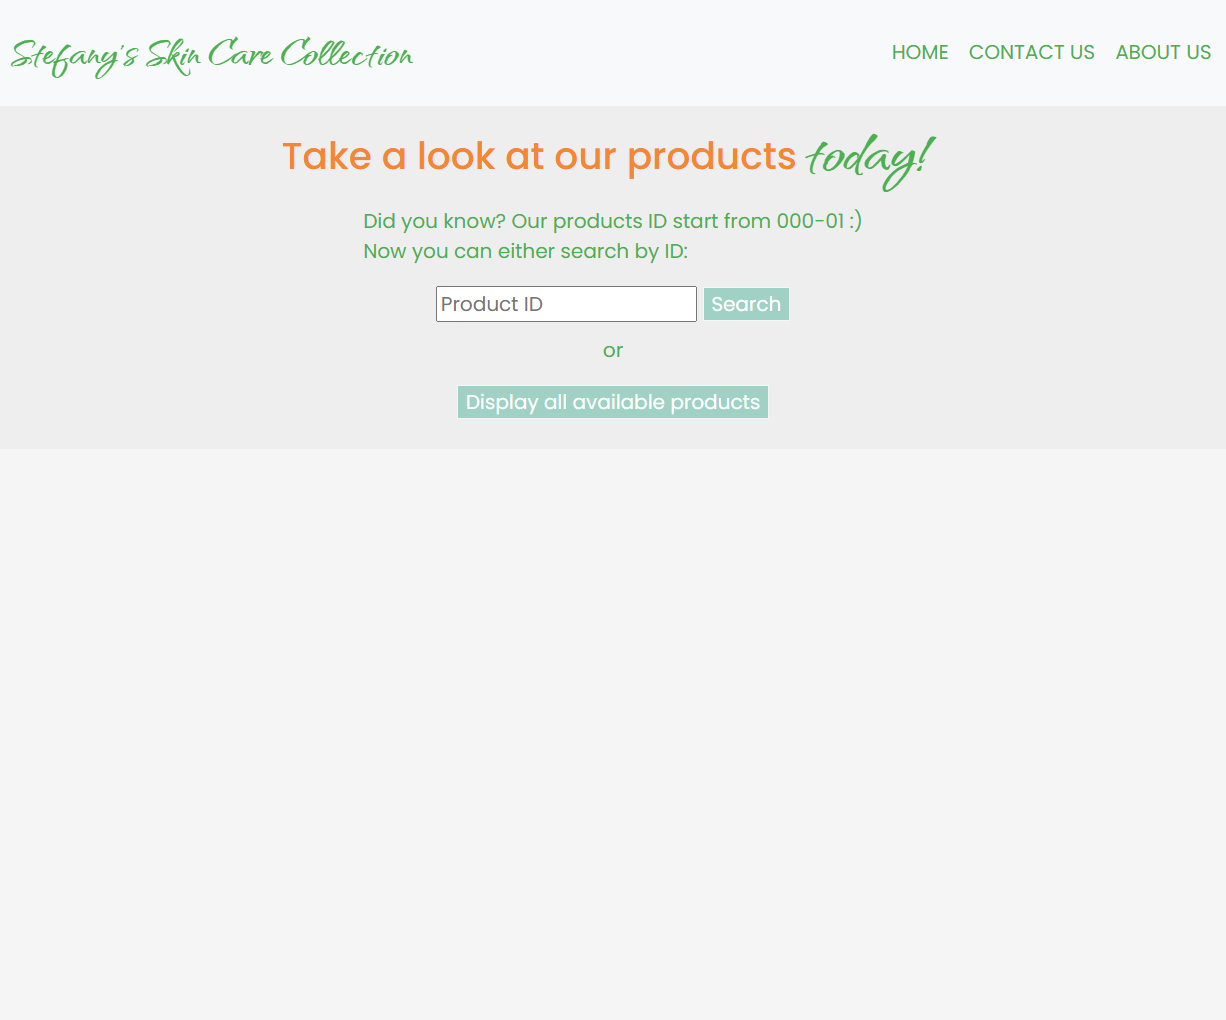 Stefany's Skin Care Collection
HOME CONTACT US ABOUT US
Take a look at our products today!
Did you know? Our products ID start from 000-01 :)
Now you can either search by ID:
Product ID Search
or
Display all available products